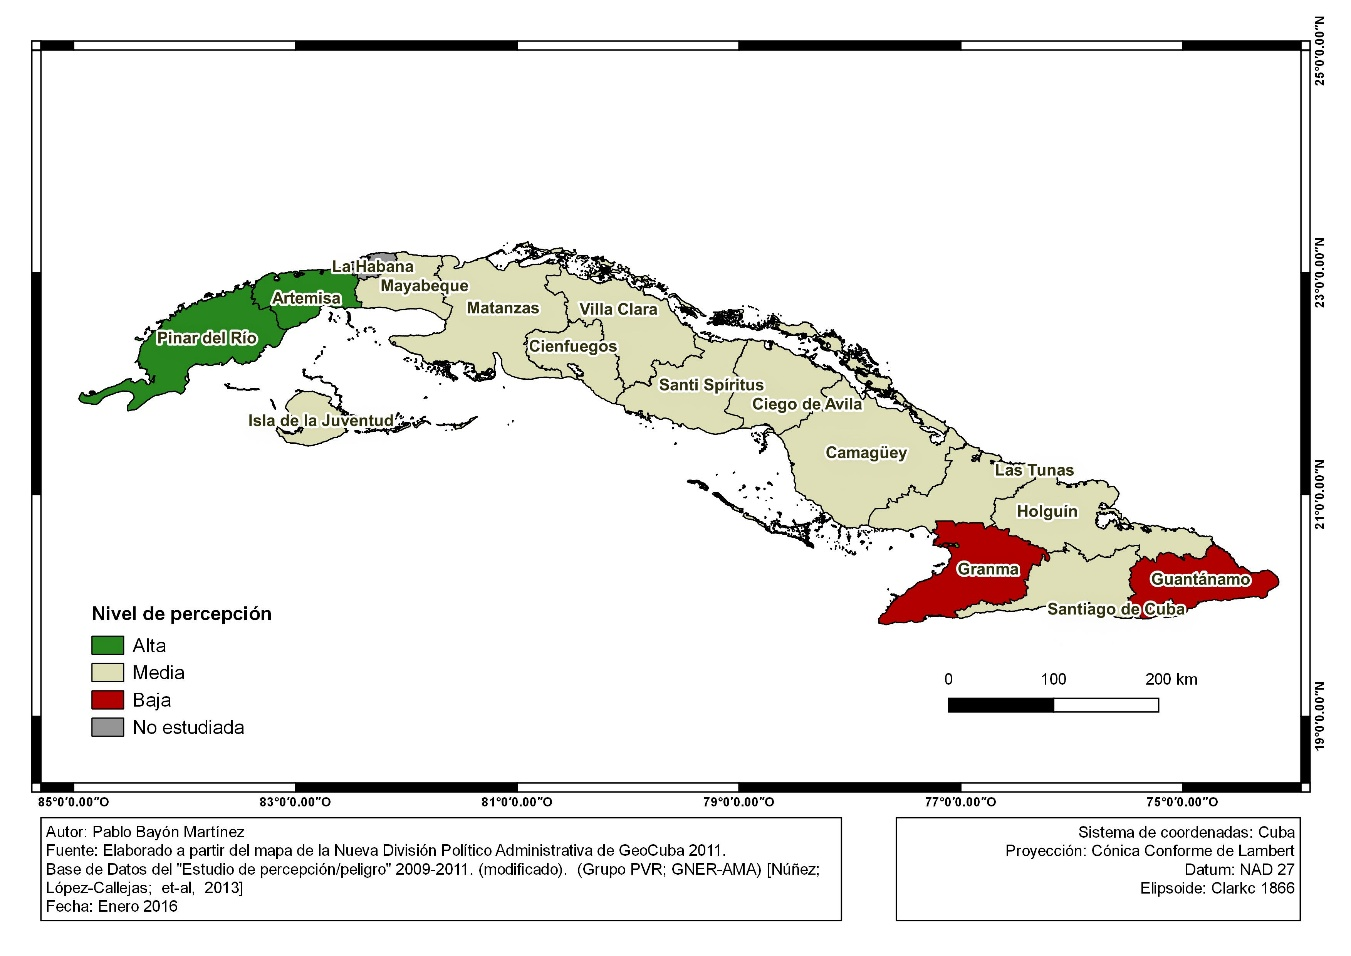 25°0'0.00"N
La Habana
Mayabeque
Artemisa
Matanzas
Villa Clara
23°0'0.00"N
Pinar del Río
Cienfuegos
Santi Spíritus
Ciego de Avila
Isla de la Juventud
Camagüey
Las Tunas
Holguín
21°0'0.00"N
Granma
Guantánamo
Santiago de Cuba
Nivel de percepción
Alta
Media
Baja
No estudiada
0 100 200 km
19°0'0.00"N
85°0'0.00"O 83°0'0.00"O 81°0'0.00"O 79°0'0.00"O 77°0'0.00"O 75°0'0.00"O
Autor: Pablo Bayón Martínez
Fuente: Elaborado a partir del mapa de la Nueva División Político Administrativa de GeoCuba 2011.
Base de Datos del "Estudio de percepción/peligro" 2009-2011. (modificado). (Grupo PVR; GNER-AMA) [Núñez;
López-Callejas; et-al, 2013]
Fecha: Enero 2016
Sistema de coordenadas: Cuba
Proyección: Cónica Conforme de Lambert
Datum: NAD 27
Elipsoide: Clarkc 1866